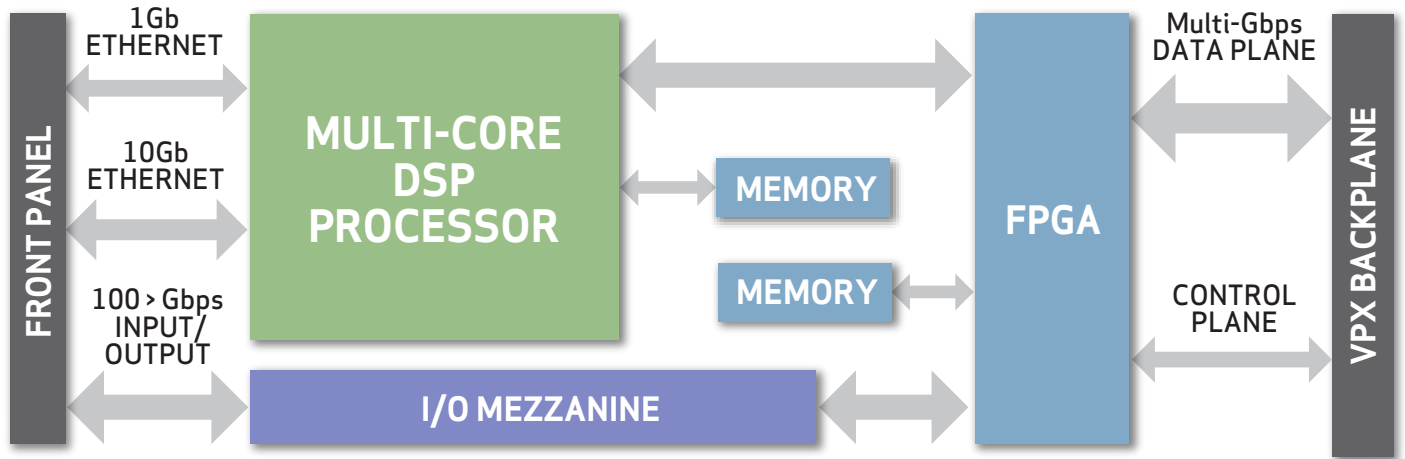 FRONT PANEL
1Gb
ETHERNET
10Gb
ETHERNET
100 > Gbps
INPUT/
OUTPUT
MULTI-CORE
DSP
PROCESSOR
MEMORY
MEMORY
I/O MEZZANINE
FPGA
Multi-Gbps
DATA PLANE
CONTROL
PLANE
VPX BACKPLANE